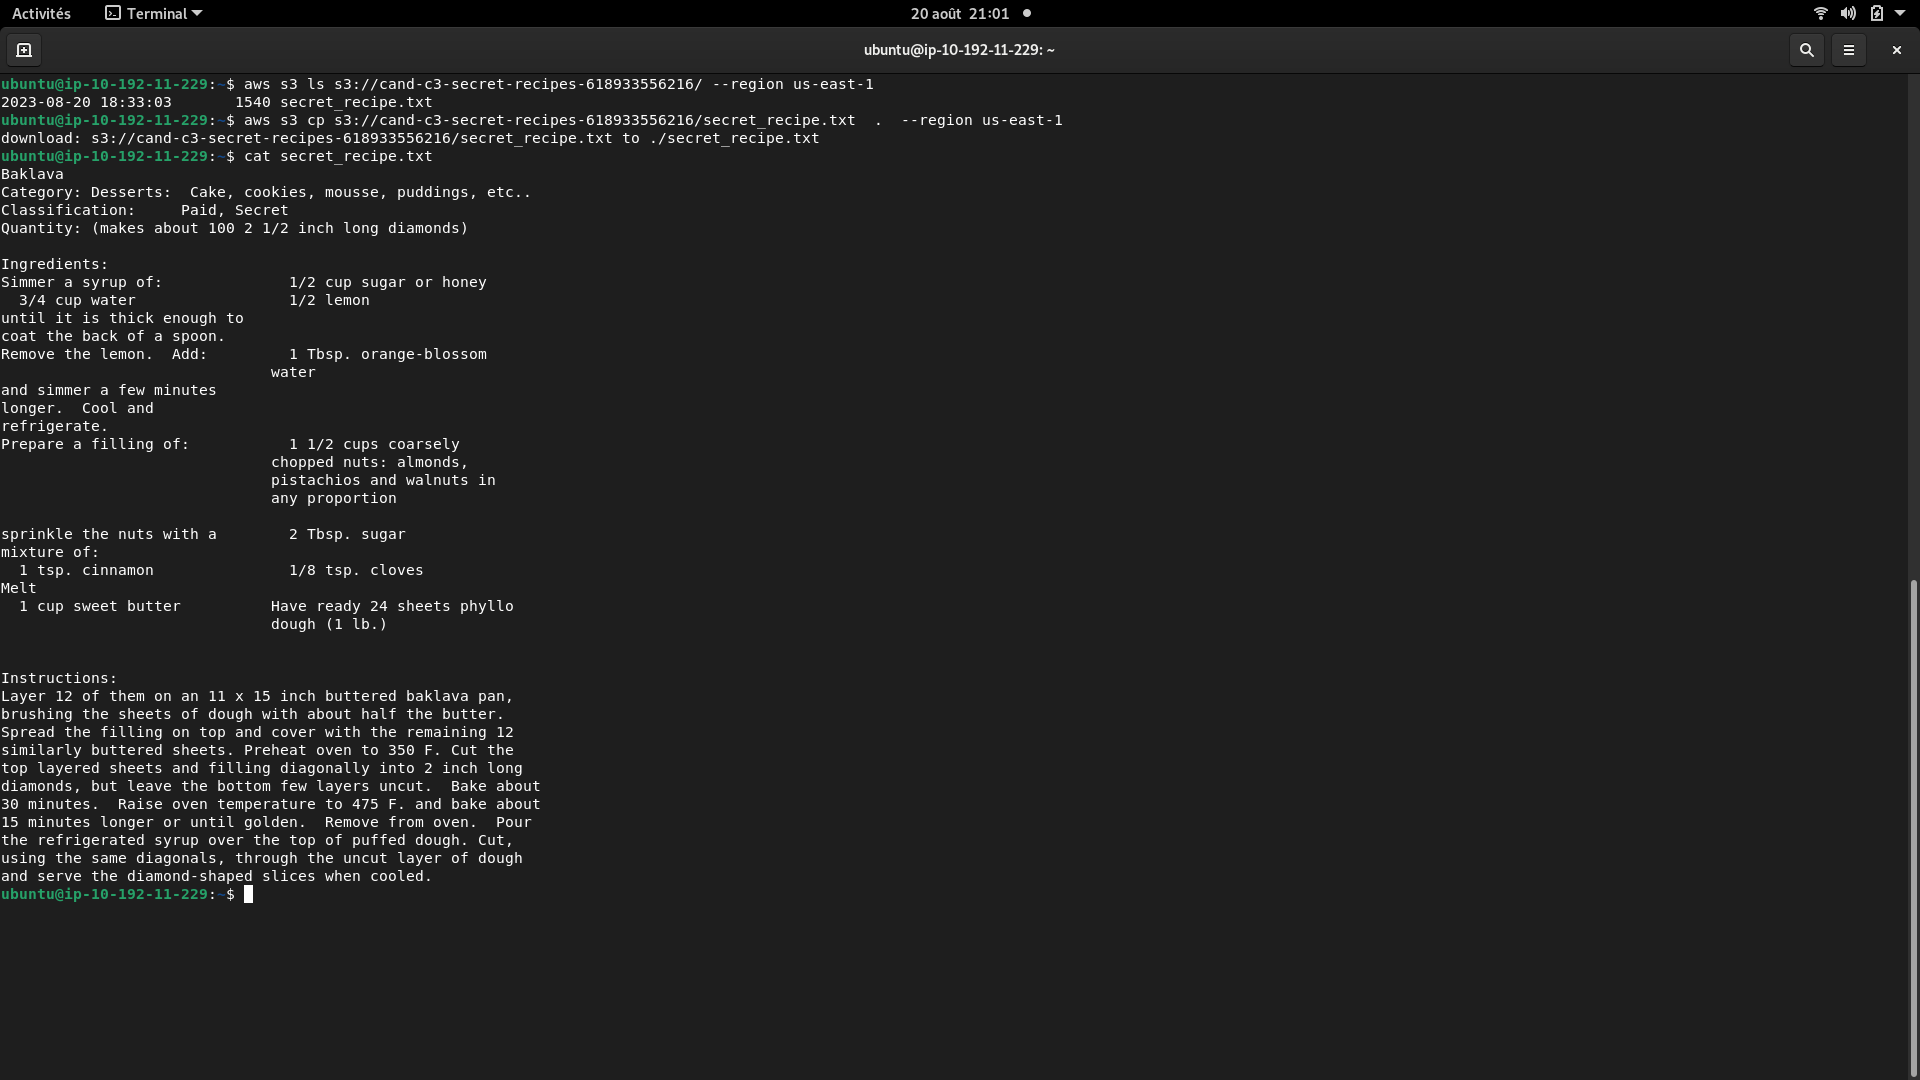 Activités Terminal 20 août 21:01
ubuntu@ip-10-192-11-229: ~
ubuntu@ip-10-192-11-229:~$ aws s3 ls s3://cand-c3-secret-recipes-618933556216/ --region us-east-1
2023-08-20 18:33:03       1540 secret_recipe.txt
ubuntu@ip-10-192-11-229:~$ aws s3 cp s3://cand-c3-secret-recipes-618933556216/secret_recipe.txt  .  --region us-east-1
download: s3://cand-c3-secret-recipes-618933556216/secret_recipe.txt to ./secret_recipe.txt
ubuntu@ip-10-192-11-229:~$ cat secret_recipe.txt
Baklava
Category: Desserts:  Cake, cookies, mousse, puddings, etc..
Classification:     Paid, Secret
Quantity: (makes about 100 2 1/2 inch long diamonds)

Ingredients:
Simmer a syrup of:              1/2 cup sugar or honey
  3/4 cup water                 1/2 lemon
until it is thick enough to
coat the back of a spoon.
Remove the lemon.  Add:         1 Tbsp. orange-blossom
                              water
and simmer a few minutes
longer.  Cool and
refrigerate.
Prepare a filling of:           1 1/2 cups coarsely
                              chopped nuts: almonds,
                              pistachios and walnuts in
                              any proportion

sprinkle the nuts with a        2 Tbsp. sugar
mixture of:
  1 tsp. cinnamon               1/8 tsp. cloves
Melt
  1 cup sweet butter          Have ready 24 sheets phyllo
                              dough (1 lb.)

Instructions:
Layer 12 of them on an 11 x 15 inch buttered baklava pan,
brushing the sheets of dough with about half the butter.
Spread the filling on top and cover with the remaining 12
similarly buttered sheets. Preheat oven to 350 F. Cut the
top layered sheets and filling diagonally into 2 inch long
diamonds, but leave the bottom few layers uncut.  Bake about
30 minutes.  Raise oven temperature to 475 F. and bake about
15 minutes longer or until golden.  Remove from oven.  Pour
the refrigerated syrup over the top of puffed dough. Cut,
using the same diagonals, through the uncut layer of dough
and serve the diamond-shaped slices when cooled.
ubuntu@ip-10-192-11-229:~$